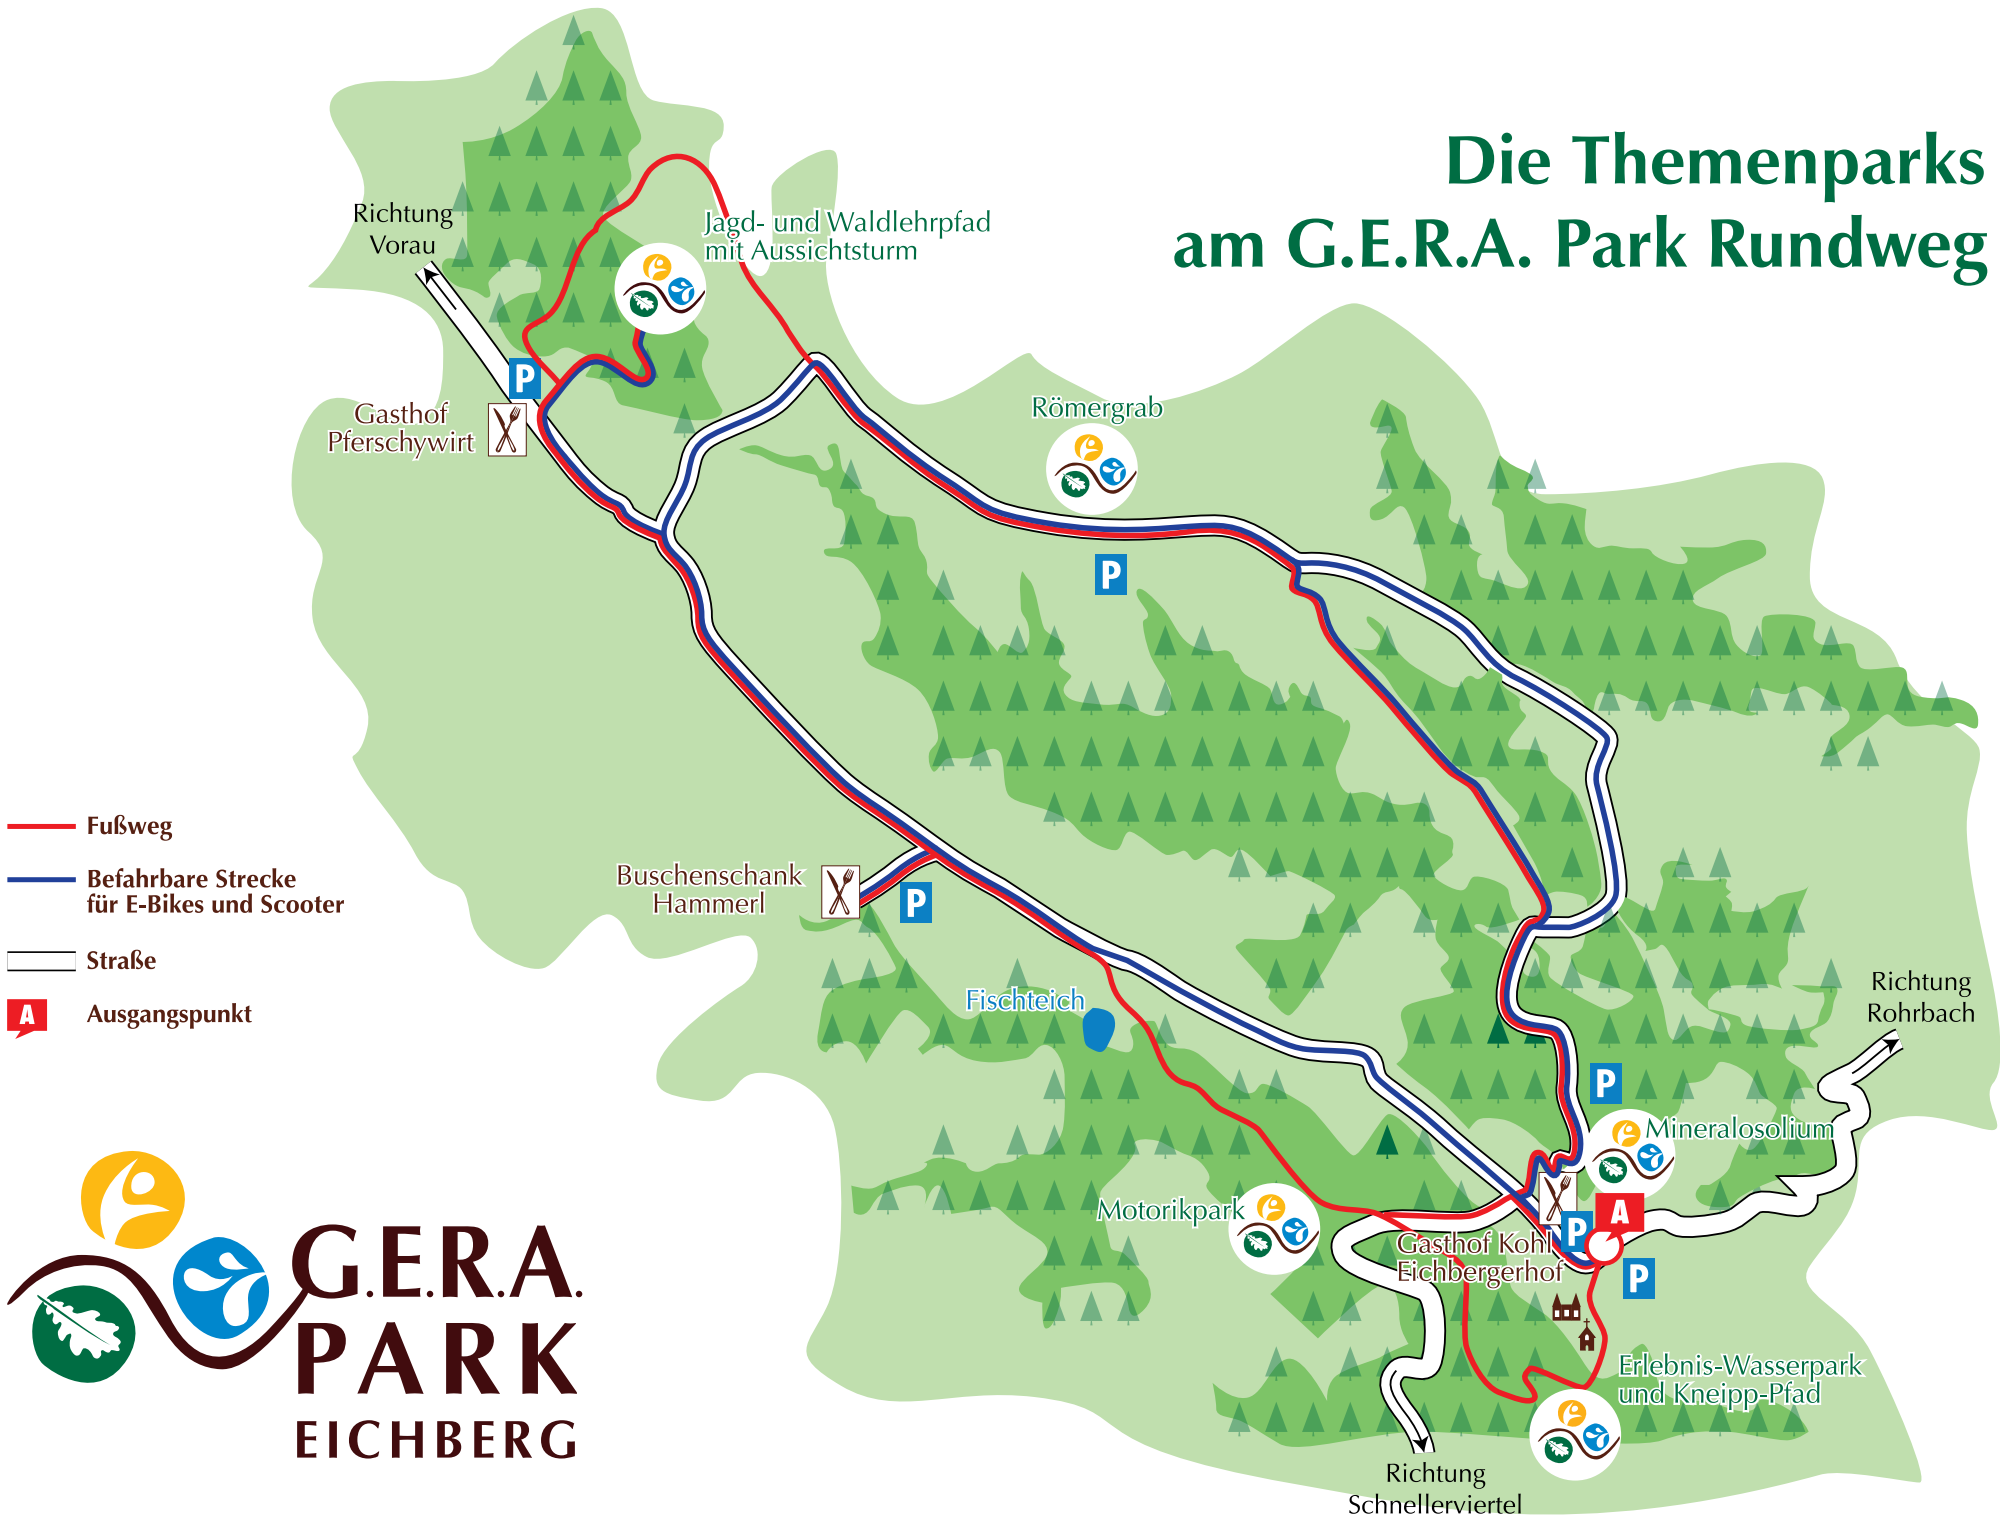 Die Themenparks
am G.E.R.A. Park Rundweg
Richtung
Vorau
Jagd- und Waldlehrpfad
mit Aussichtsturm
P
Gasthof
Pferschywirt
Römergrab
P
Fußweg
Befahrbare Strecke
für E-Bikes und Scooter
Straße
A
Ausgangspunkt
Buschenschank
Hammerl
P
Fischteich
Richtung
Rohrbach
P
Mineralosolium
Motorikpark
A
P
Gasthof Kohl
Eichbergerhof
P
Erlebnis-Wasserpark
und Kneipp-Pfad
Richtung
Schnellerviertel
G.E.R.A.
PARK
EICHBERG